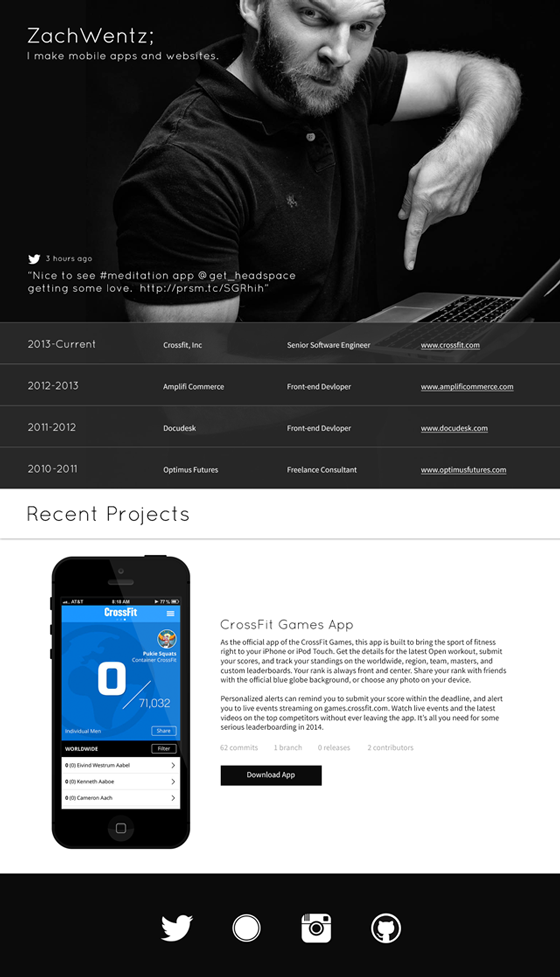 ZachWentz;
I make mobile apps and websites.
3 hours ago
"Nice to see #meditation app @get_headspace
getting some love. http://prsm.tc/SGRhih"
2013-Current Crossfit, Inc Senior Software Engineer www.crossfit.com
2012-2013 Amplifi Commerce Front-end Devloper www.amplificommerce.com
2011-2012 Docudesk Front-end Devloper www.docudesk.com
2010-2011 Optimus Futures Freelance Consultant www.optimusfutures.com
Recent Projects
AT&T 8:18 AM 77 %
CrossFit
Pukie Squats
Container CrossFit
0
71,032
Individual Men Share
WORLDWIDE Filter
0 (0) Eivind Westrum Aabel
0 (0) Kenneth Aaboe
0 (0) Cameron Aach
CrossFit Games App
As the official app of the CrossFit Games, this app is built to bring the sport of fitness
right to your iPhone or iPod Touch. Get the details for the latest Open workout, submit
your scores, and track your standings on the worldwide, region, team, masters, and
custom leaderboards. Your rank is always front and center. Share your rank with friends
with the official blue globe background, or choose any photo on your device.
Personalized alerts can remind you to submit your score within the deadline, and alert
you to live events streaming on games.crossfit.com. Watch live events and the latest
videos on the top competitors without ever leaving the app. It's all you need for some
serious leaderboarding in 2014.
62 commits 1 branch 0 releases 2 contributors
Download App